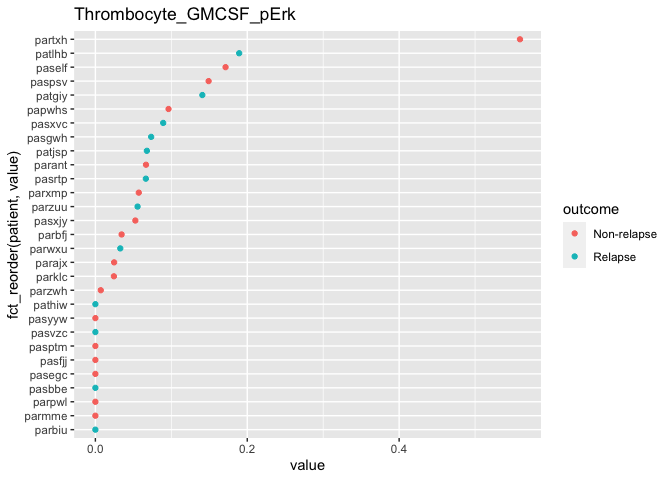 Thrombocyte_GMCSF_pErk
fct_reorder(patient, value)
partxh
patlhb
paself
paspsv
patgiy
papwhs
pasxvc
pasgwh
patjsp
parant
pasrtp
parxmp
parzuu
pasxjy
parbfj
parwxu
parajx
parklc
parzwh
pathiw
pasyyw
pasvzc
pasptm
pasfjj
pasegc
pasbbe
parpwl
parmme
parbiu
0.0 0.2 0.4
value
outcome
Non-relapse
Relapse